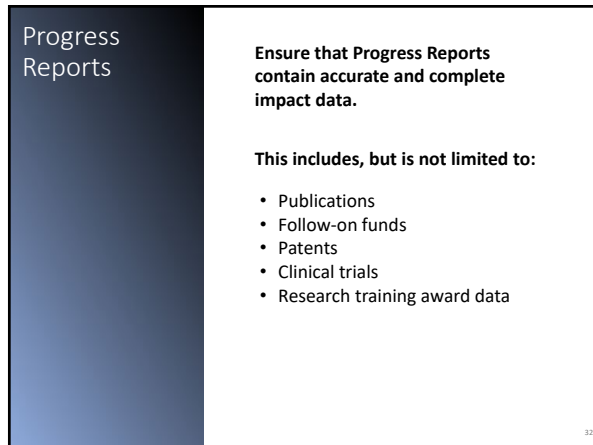 Progress
Reports
Ensure that Progress Reports
contain accurate and complete
impact data.
This includes, but is not limited to:
• Publications
• Follow-on funds
• Patents
• Clinical trials
• Research training award data
32